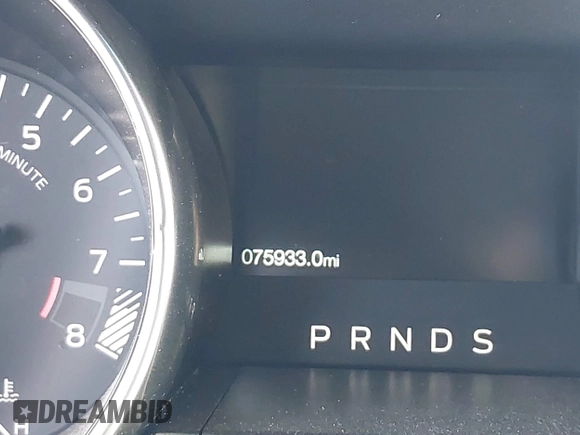 5
MINUTE
6
7
8
075933.0mi
P R N D S
H
DREAMBID